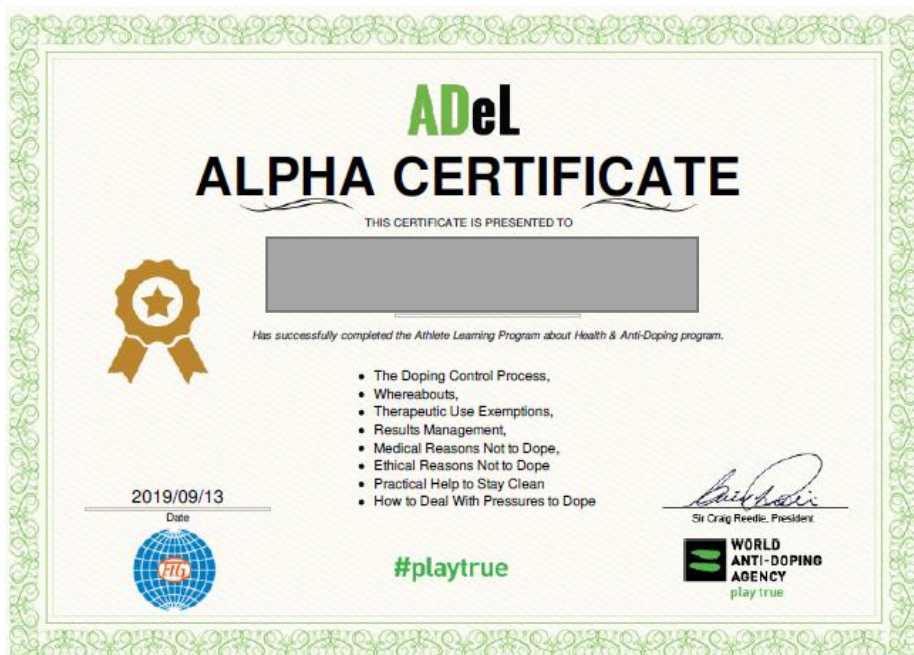 ADeL
ALPHA CERTIFICATE
THIS CERTIFICATE IS PRESENTED TO
Has successfully completed the Athlete Learning Program about Health & Anti-Doping program.
• The Doping Control Process,
• Whereabouts,
• Therapeutic Use Exemptions,
• Results Management,
• Medical Reasons Not to Dope,
• Ethical Reasons Not to Dope
• Practical Help to Stay Clean
• How to Deal With Pressures to Dope
2019/09/13
Date
Sir Craig Reedie, President
FIG
#playtrue
WORLD
ANTI-DOPING
AGENCY
play true